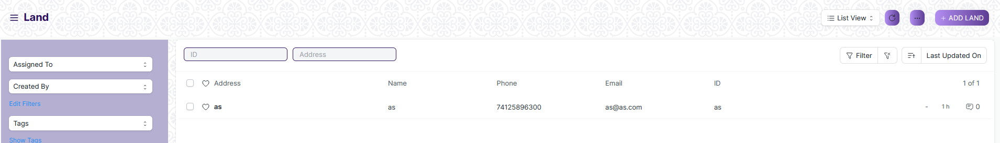 Land
List View
...
+ ADD LAND
Assigned To
Created By
Edit Filters
Tags
Show Tags
ID
Address
Filter
Last Updated On
Address Name Phone Email ID 1 of 1
as as 74125896300 as@as.com as - 1 h 0